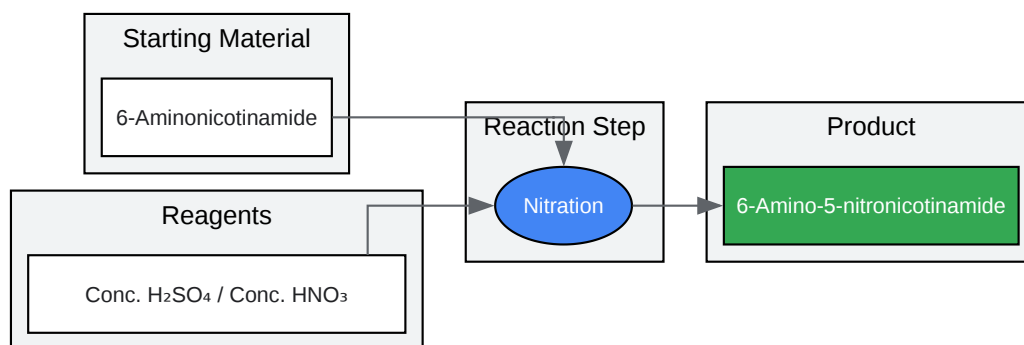 Starting Material
6-Aminonicotinamide
Reagents
Conc. H₂SO₄ / Conc. HNO₃
Reaction Step
Nitration
Product
6-Amino-5-nitronicotinamide